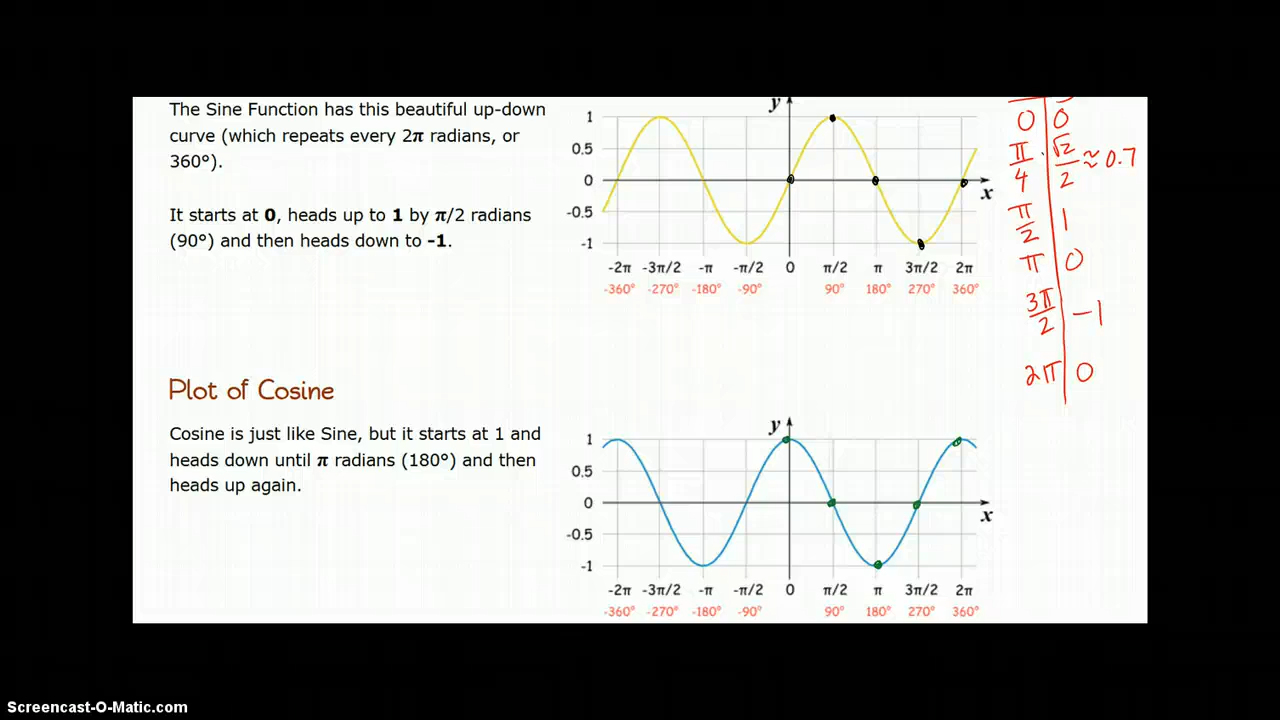 The Sine Function has this beautiful up-down
curve (which repeats every 2π radians, or
360°).
It starts at 0, heads up to 1 by π/2 radians
(90°) and then heads down to -1.
y
1
0.5
0
-0.5
-1
x
-2π -3π/2 -π -π/2 0 π/2 π 3π/2 2π
-360° -270° -180° -90° 90° 180° 270° 360°
0 0
π/4 √2/2 ≈ 0.7
π/2 1
π 0
3π/2 -1
2π 0
Plot of Cosine
Cosine is just like Sine, but it starts at 1 and
heads down until π radians (180°) and then
heads up again.
y
1
0.5
0
-0.5
-1
x
-2π -3π/2 -π -π/2 0 π/2 π 3π/2 2π
-360° -270° -180° -90° 90° 180° 270° 360°
Screencast-O-Matic.com